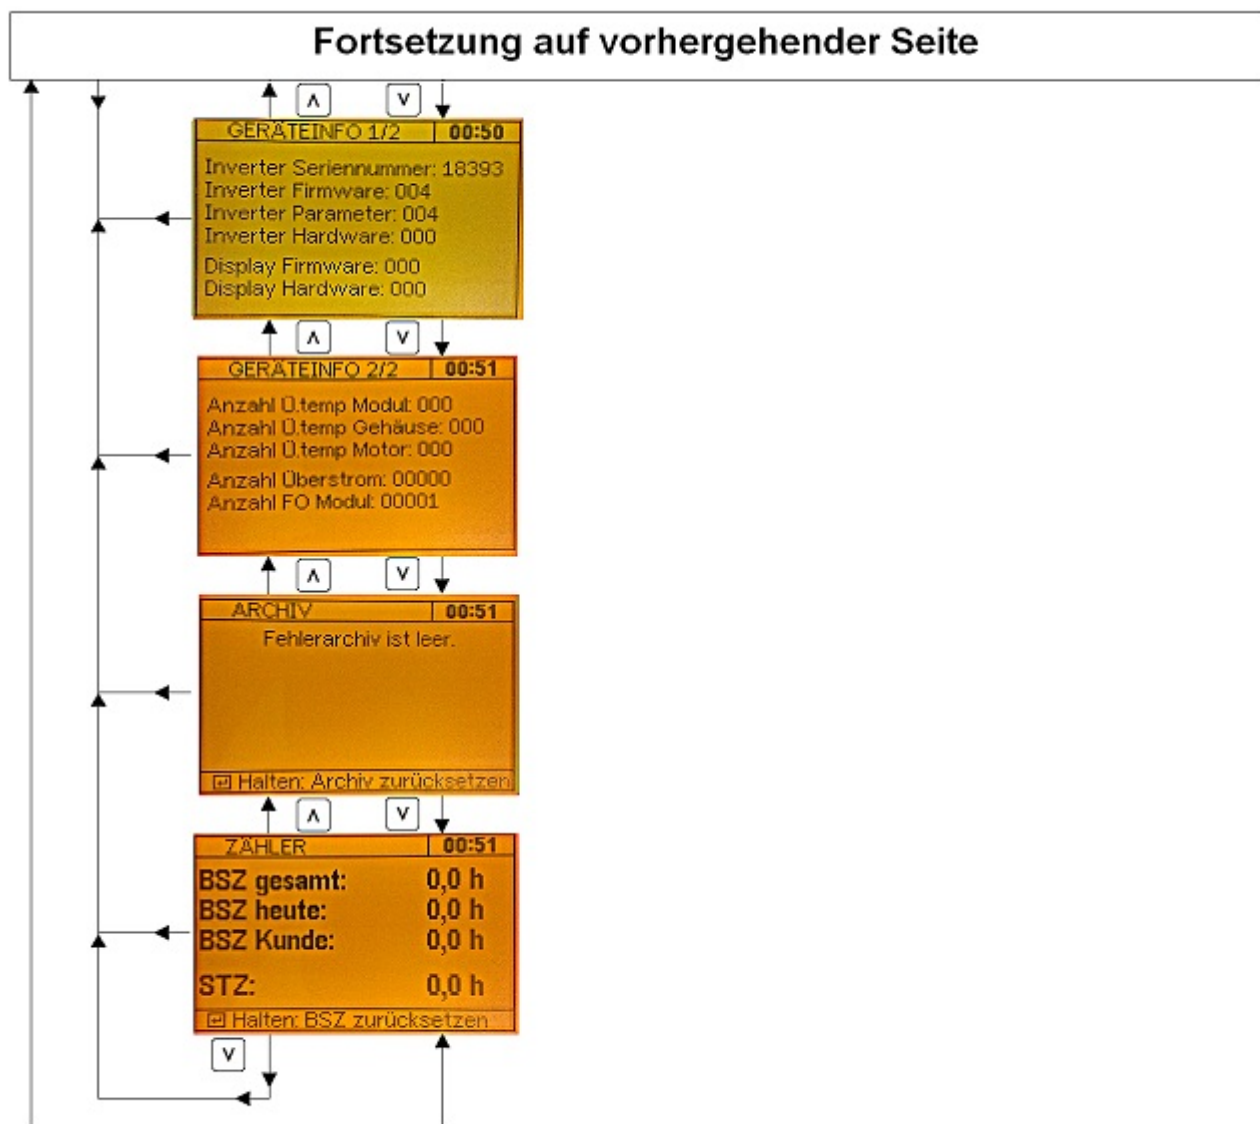 Fortsetzung auf vorhergehender Seite
∧ ∨
GERÄTEINFO 1/2 00:50
Inverter Seriennummer: 18393
Inverter Firmware: 004
Inverter Parameter: 004
Inverter Hardware: 000
Display Firmware: 000
Display Hardware: 000
∧ ∨
GERÄTEINFO 2/2 00:51
Anzahl Ü.temp Modul: 000
Anzahl Ü.temp Gehäuse: 000
Anzahl Ü.temp Motor: 000
Anzahl Überstrom: 00000
Anzahl FO Modul: 00001
∧ ∨
ARCHIV 00:51
Fehlerarchiv ist leer.
↵ Halten: Archiv zurücksetzen
∧ ∨
ZÄHLER 00:51
BSZ gesamt: 0,0 h
BSZ heute: 0,0 h
BSZ Kunde: 0,0 h
STZ: 0,0 h
↵ Halten: BSZ zurücksetzen
∨